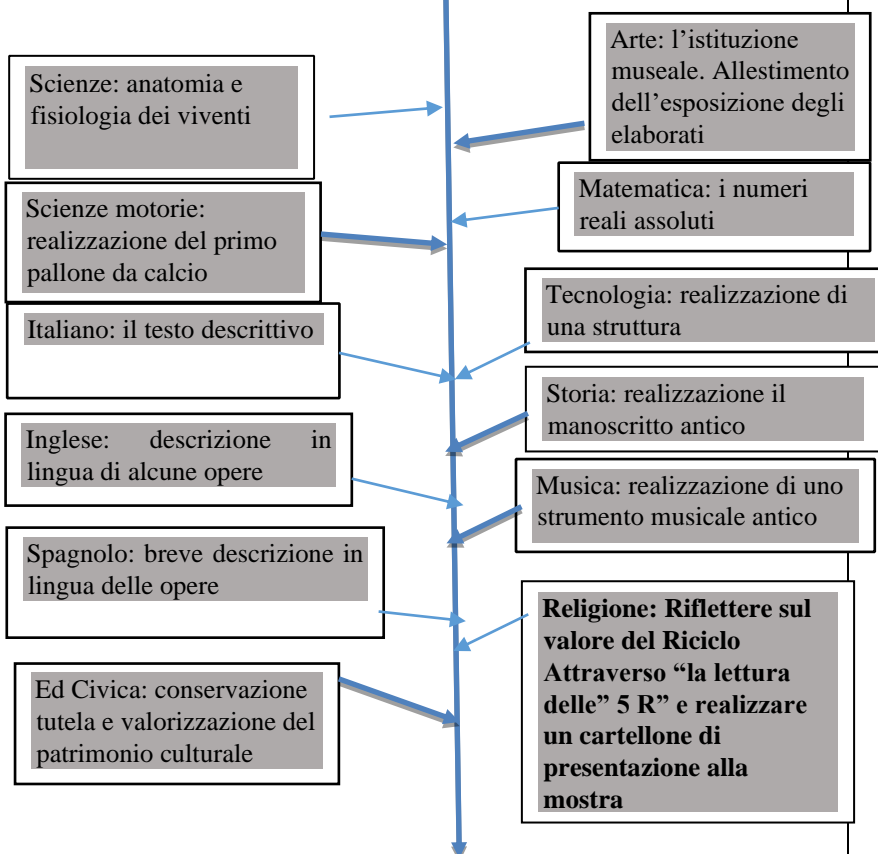 Scienze: anatomia e
fisiologia dei viventi
Arte: l’istituzione
museale. Allestimento
dell’esposizione degli
elaborati
Scienze motorie:
realizzazione del primo
pallone da calcio
Matematica: i numeri
reali assoluti
Italiano: il testo descrittivo
Tecnologia: realizzazione di
una struttura
Inglese: descrizione in
lingua di alcune opere
Storia: realizzazione il
manoscritto antico
Musica: realizzazione di uno
strumento musicale antico
Spagnolo: breve descrizione in
lingua delle opere
Religione: Riflettere sul
valore del Riciclo
Attraverso “la lettura
delle” 5 R” e realizzare
un cartellone di
presentazione alla
mostra
Ed Civica: conservazione
tutela e valorizzazione del
patrimonio culturale